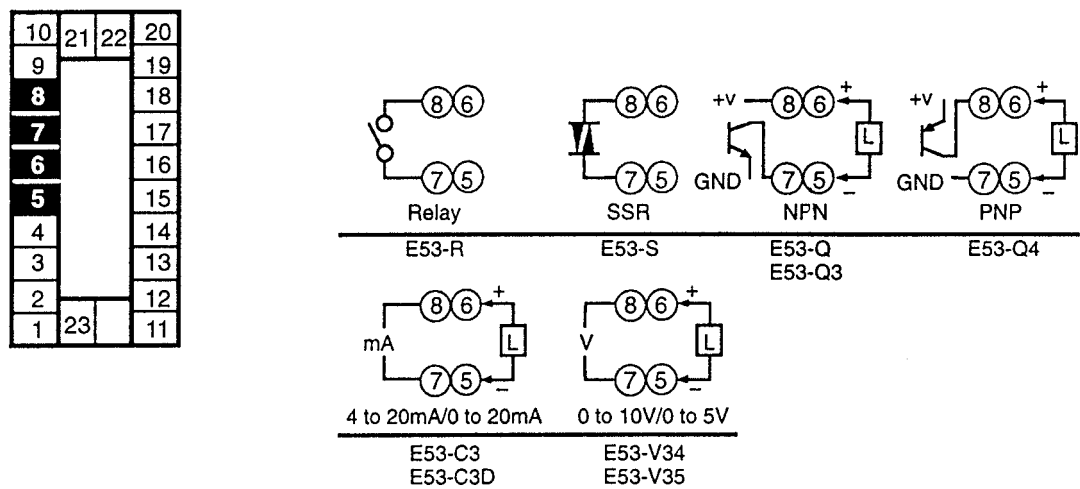 10 21 22 20
9 19
8 18
7 17
6 16
5 15
4 14
3 13
2 12
1 23 11
8 6
7 5
Relay
E53-R
8 6
7 5
SSR
E53-S
+v 8 6 +
L
GND 7 5 –
NPN
E53-Q
E53-Q3
+v 8 6 +
L
GND 7 5 –
PNP
E53-Q4
8 6 +
mA L
7 5 –
4 to 20mA/0 to 20mA
E53-C3
E53-C3D
8 6 +
V L
7 5 –
0 to 10V/0 to 5V
E53-V34
E53-V35